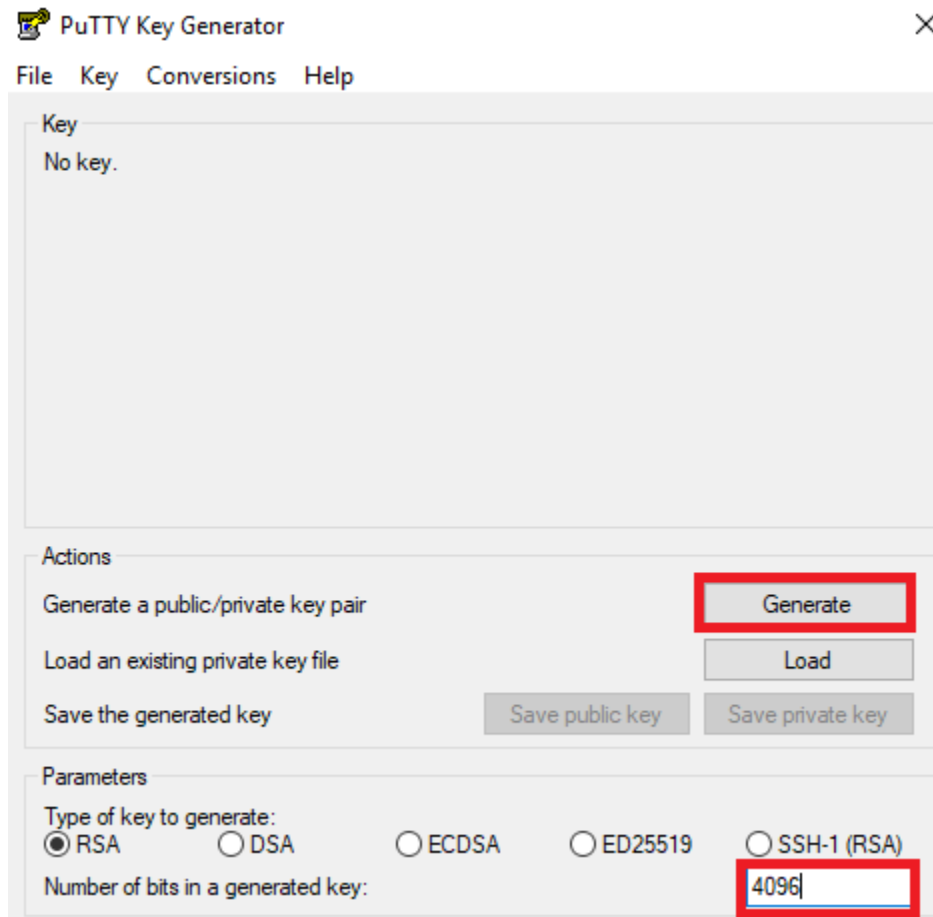 PuTTY Key Generator
File Key Conversions Help
Key
No key.
Actions
Generate a public/private key pair Generate
Load an existing private key file Load
Save the generated key Save public key Save private key
Parameters
Type of key to generate:
RSA DSA ECDSA ED25519 SSH-1 (RSA)
Number of bits in a generated key: 4096